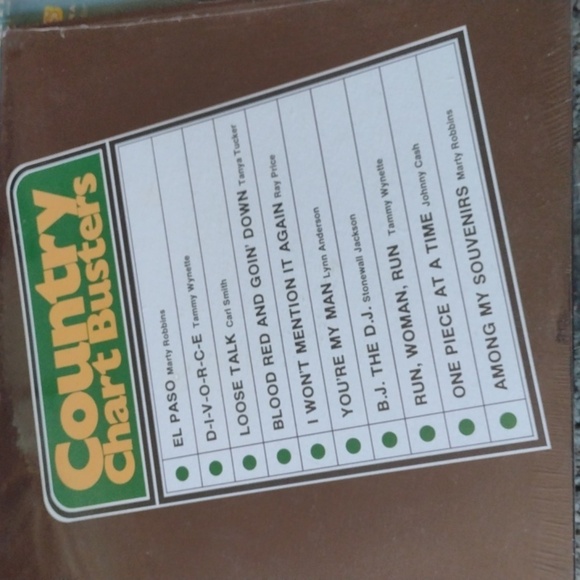 Country
Chart Busters
EL PASO Marty Robbins
D-I-V-O-R-C-E Tammy Wynette
LOOSE TALK Carl Smith
BLOOD RED AND GOIN' DOWN Tanya Tucker
I WON'T MENTION IT AGAIN Ray Price
YOU'RE MY MAN Lynn Anderson
B.J. THE D.J. Stonewall Jackson
RUN, WOMAN, RUN Tammy Wynette
ONE PIECE AT A TIME Johnny Cash
AMONG MY SOUVENIRS Marty Robbins